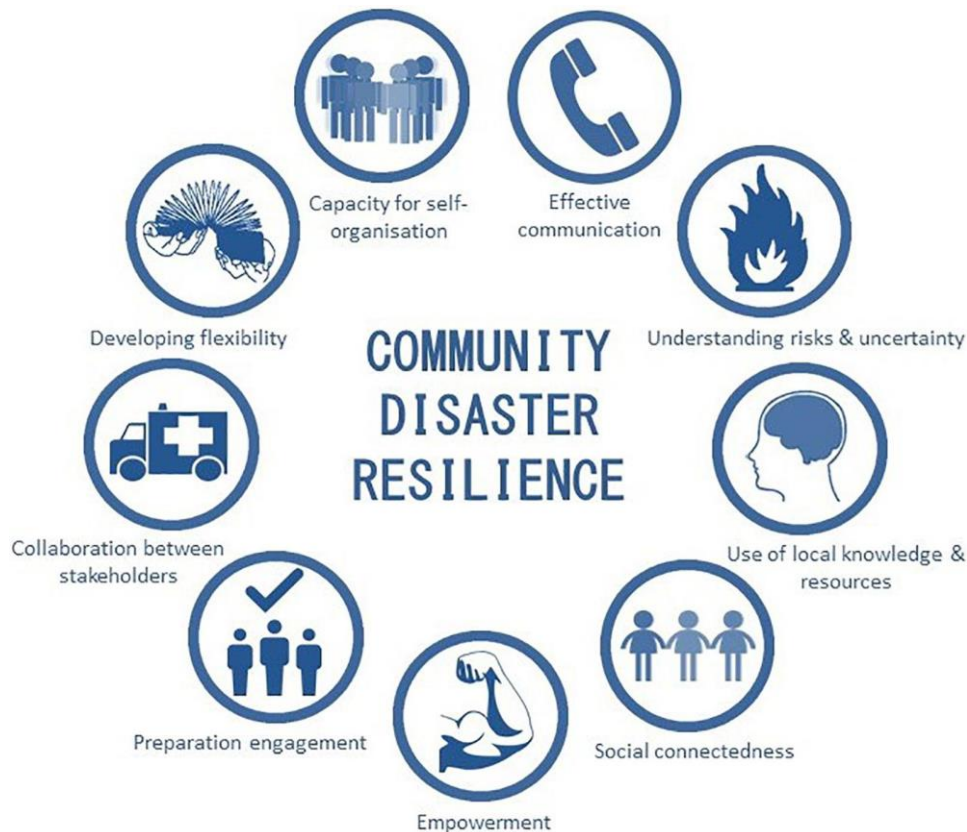 COMMUNITY
DISASTER
RESILIENCE
Capacity for self-
organisation
Effective
communication
Understanding risks & uncertainty
Use of local knowledge &
resources
Social connectedness
Empowerment
Preparation engagement
Collaboration between
stakeholders
Developing flexibility